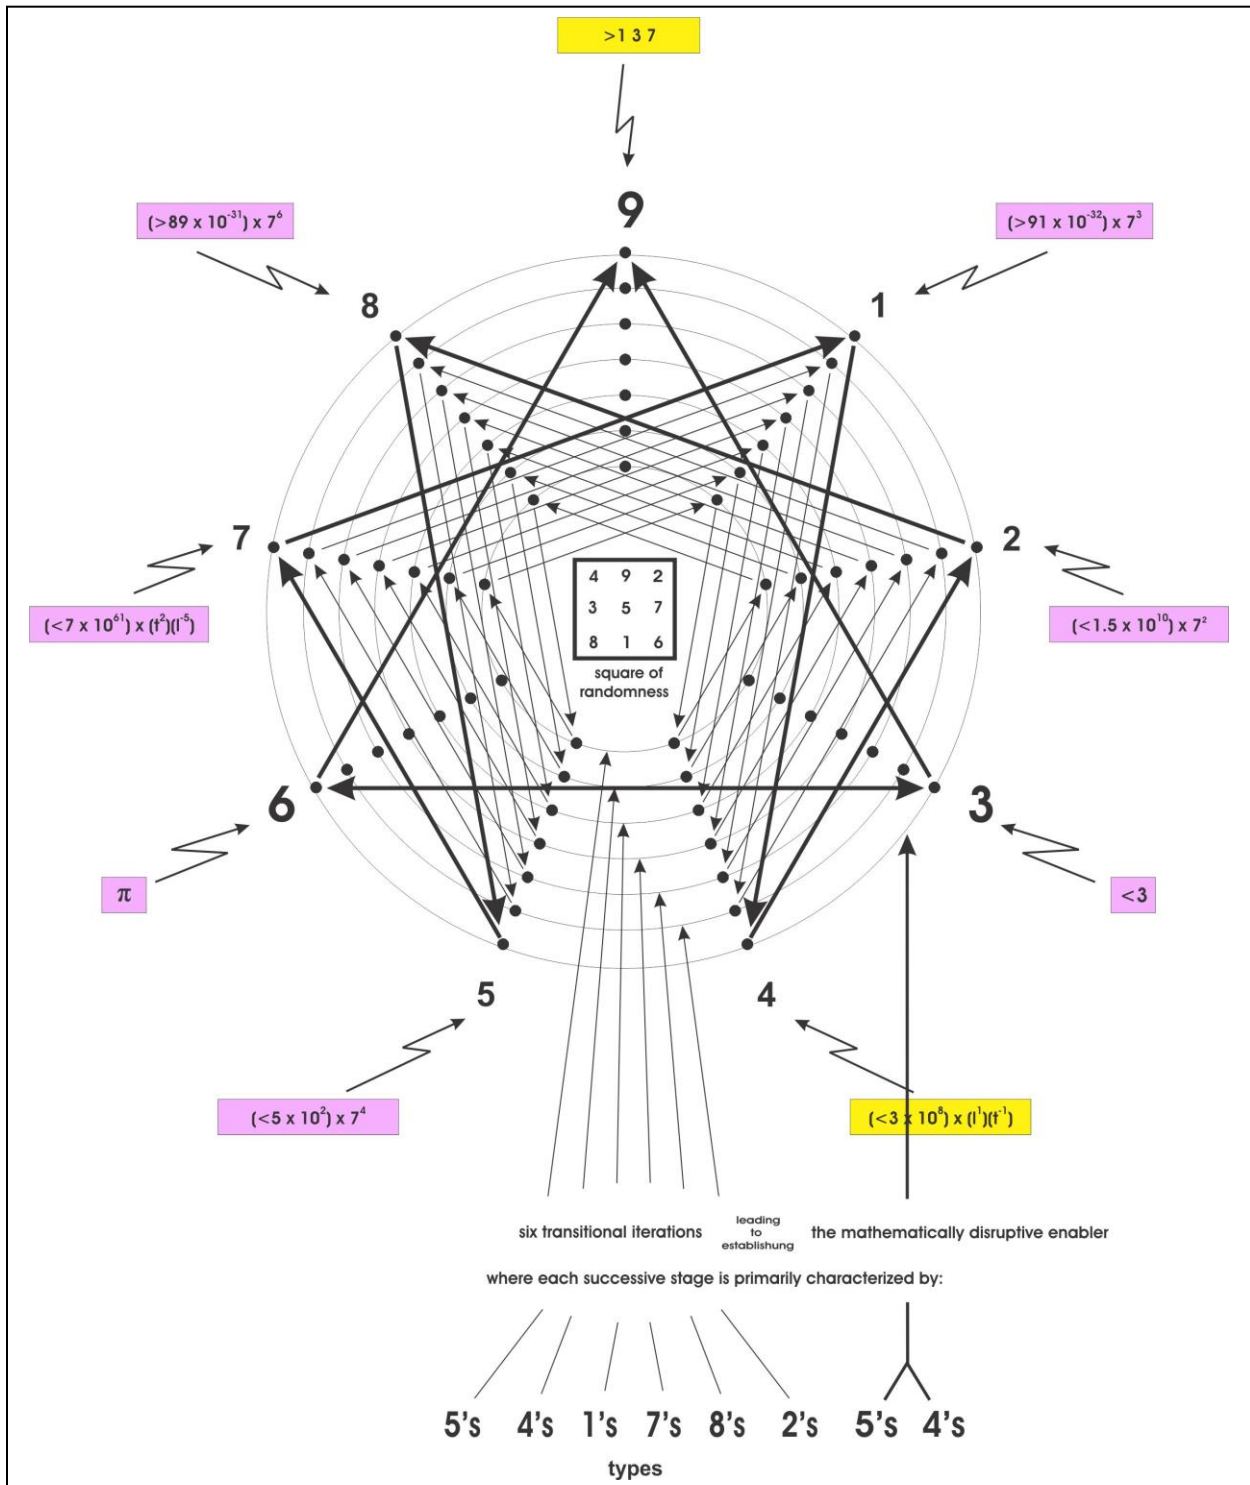 >1 3 7
(>89 x 10⁻³¹) x 7⁶
(>91 x 10⁻³²) x 7³
9
8
1
7
2
(<7 x 10⁶¹) x (t²)(l⁻⁵)
(<1.5 x 10¹⁰) x 7²
4 9 2
3 5 7
8 1 6
square of
randomness
6
3
π
<3
5
4
(<5 x 10²) x 7⁴
(<3 x 10⁸) x (l¹)(t⁻¹)
six transitional iterations
leading
to
establishung
the mathematically disruptive enabler
where each successive stage is primarily characterized by:
5's 4's 1's 7's 8's 2's 5's 4's
types